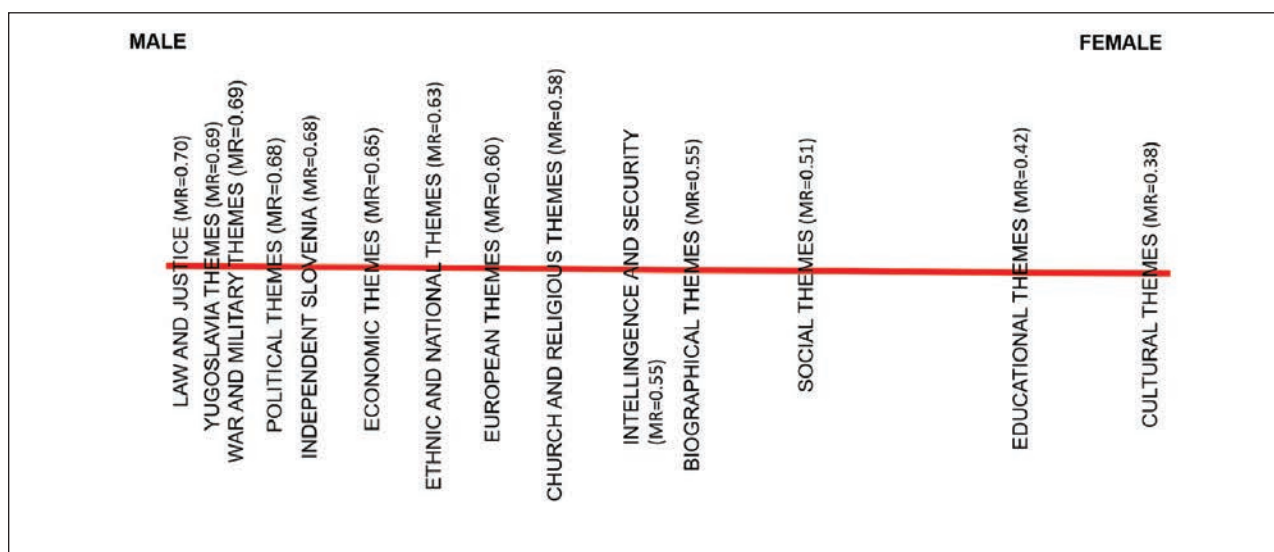 MALE
FEMALE
LAW AND JUSTICE (MR=0.70)
YUGOSLAVIA THEMES (MR=0.69)
WAR AND MILITARY THEMES (MR=0.69)
POLITICAL THEMES (MR=0.68)
INDEPENDENT SLOVENIA (MR=0.68)
ECONOMIC THEMES (MR=0.65)
ETHNIC AND NATIONAL THEMES (MR=0.63)
EUROPEAN THEMES (MR=0.60)
CHURCH AND RELIGIOUS THEMES (MR=0.58)
INTELLINGENCE AND SECURITY
(MR=0.55)
BIOGRAPHICAL THEMES (MR=0.55)
SOCIAL THEMES (MR=0.51)
EDUCATIONAL THEMES (MR=0.42)
CULTURAL THEMES (MR=0.38)